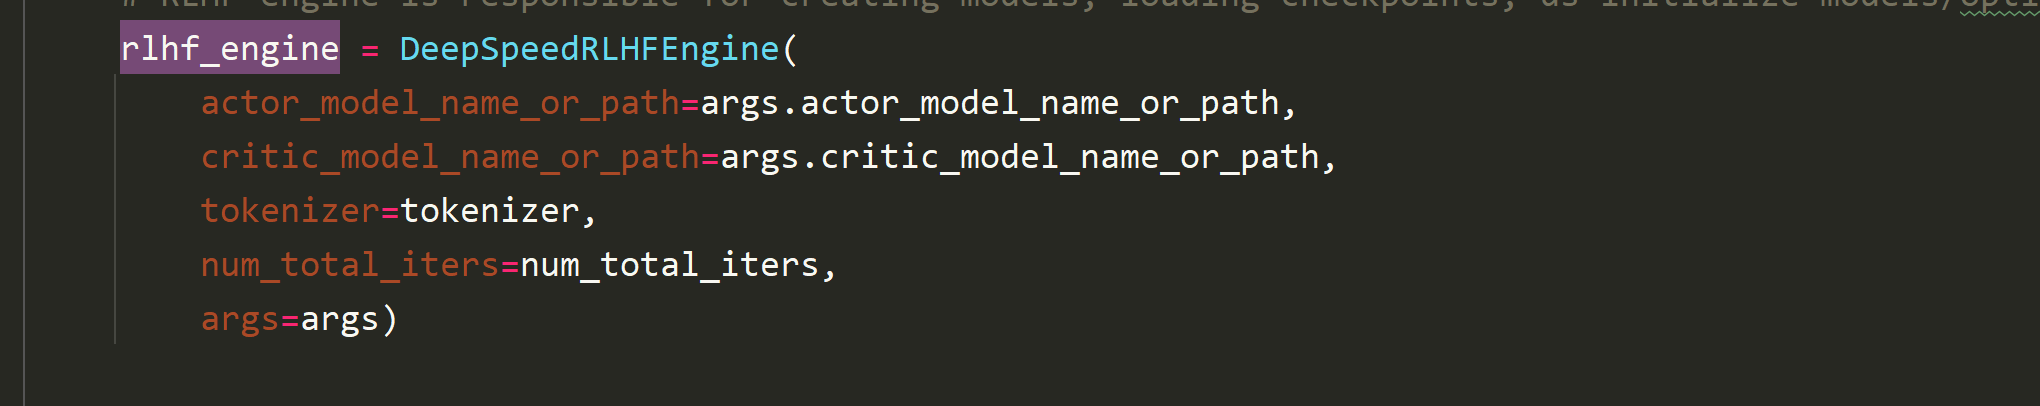 # RLHF engine is responsible for creating models, loading checkpoints, ds initialize models/opti
rlhf_engine = DeepSpeedRLHFEngine(
actor_model_name_or_path=args.actor_model_name_or_path,
critic_model_name_or_path=args.critic_model_name_or_path,
tokenizer=tokenizer,
num_total_iters=num_total_iters,
args=args)